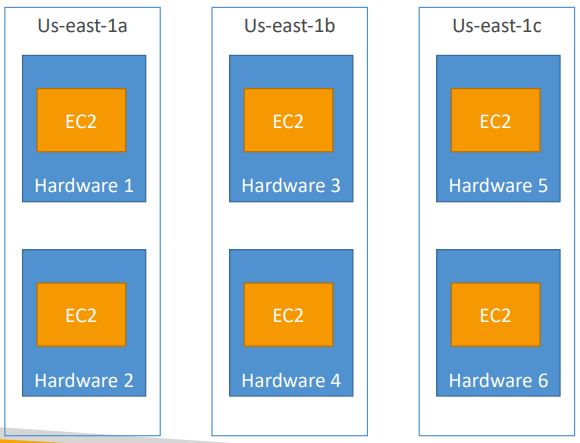 Us-east-1a
EC2
Hardware 1
EC2
Hardware 2
Us-east-1b
EC2
Hardware 3
EC2
Hardware 4
Us-east-1c
EC2
Hardware 5
EC2
Hardware 6